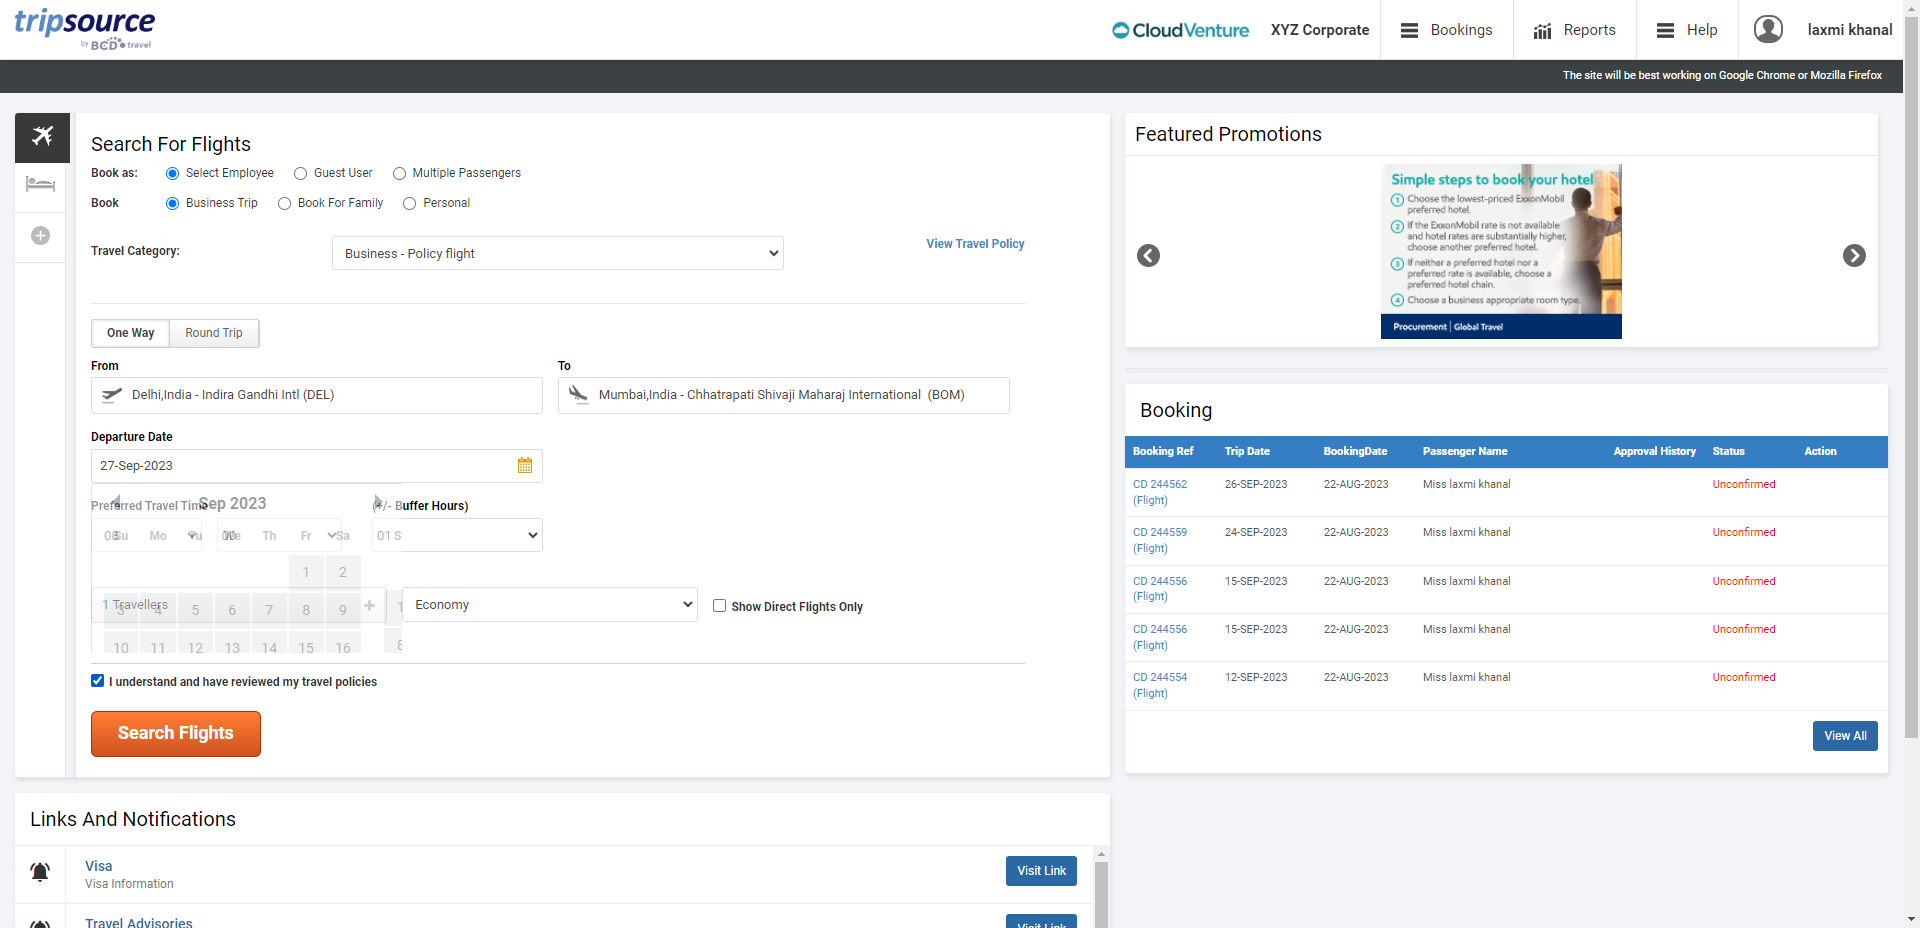 tripsource
by BCD travel
CloudVenture
XYZ Corporate
Bookings
Reports
Help
laxmi khanal
The site will be best working on Google Chrome or Mozilla Firefox
Search For Flights
Book as:
Select Employee
Guest User
Multiple Passengers
Book
Business Trip
Book For Family
Personal
Travel Category:
Business - Policy flight
View Travel Policy
One Way
Round Trip
From
To
Delhi,India - Indira Gandhi Intl (DEL)
Mumbai,India - Chhatrapati Shivaji Maharaj International (BOM)
Departure Date
27-Sep-2023
Preferred Travel Time
Sep 2023
(+/- Buffer Hours)
08
00
01
Su Mo Tu We Th Fr Sa
S
1 2
1 Travellers
3 4 5 6 7 8 9
1
10 11 12 13 14 15 16
8
Economy
Show Direct Flights Only
I understand and have reviewed my travel policies
Search Flights
Featured Promotions
Simple steps to book your hotel
1 Choose the lowest-priced ExxonMobil
preferred hotel.
2 If the ExxonMobil rate is not available
and hotel rates are substantially higher,
choose another preferred hotel.
3 If neither a preferred hotel nor a
preferred rate is available, choose a
preferred hotel chain.
4 Choose a business appropriate room type.
Procurement | Global Travel
Booking
Booking Ref Trip Date BookingDate Passenger Name Approval History Status Action
CD 244562 26-SEP-2023 22-AUG-2023 Miss laxmi khanal Unconfirmed
(Flight)
CD 244559 24-SEP-2023 22-AUG-2023 Miss laxmi khanal Unconfirmed
(Flight)
CD 244556 15-SEP-2023 22-AUG-2023 Miss laxmi khanal Unconfirmed
(Flight)
CD 244556 15-SEP-2023 22-AUG-2023 Miss laxmi khanal Unconfirmed
(Flight)
CD 244554 12-SEP-2023 22-AUG-2023 Miss laxmi khanal Unconfirmed
(Flight)
View All
Links And Notifications
Visa
Visa Information
Visit Link
Travel Advisories
Visit Link